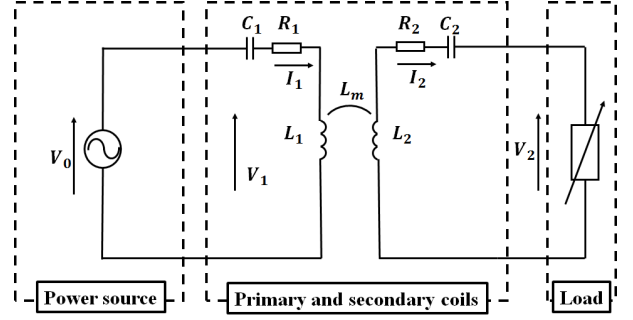 C₁ R₁ R₂ C₂
I₁ I₂
Lₘ
L₁ L₂
V₀ V₁ V₂
Power source Primary and secondary coils Load